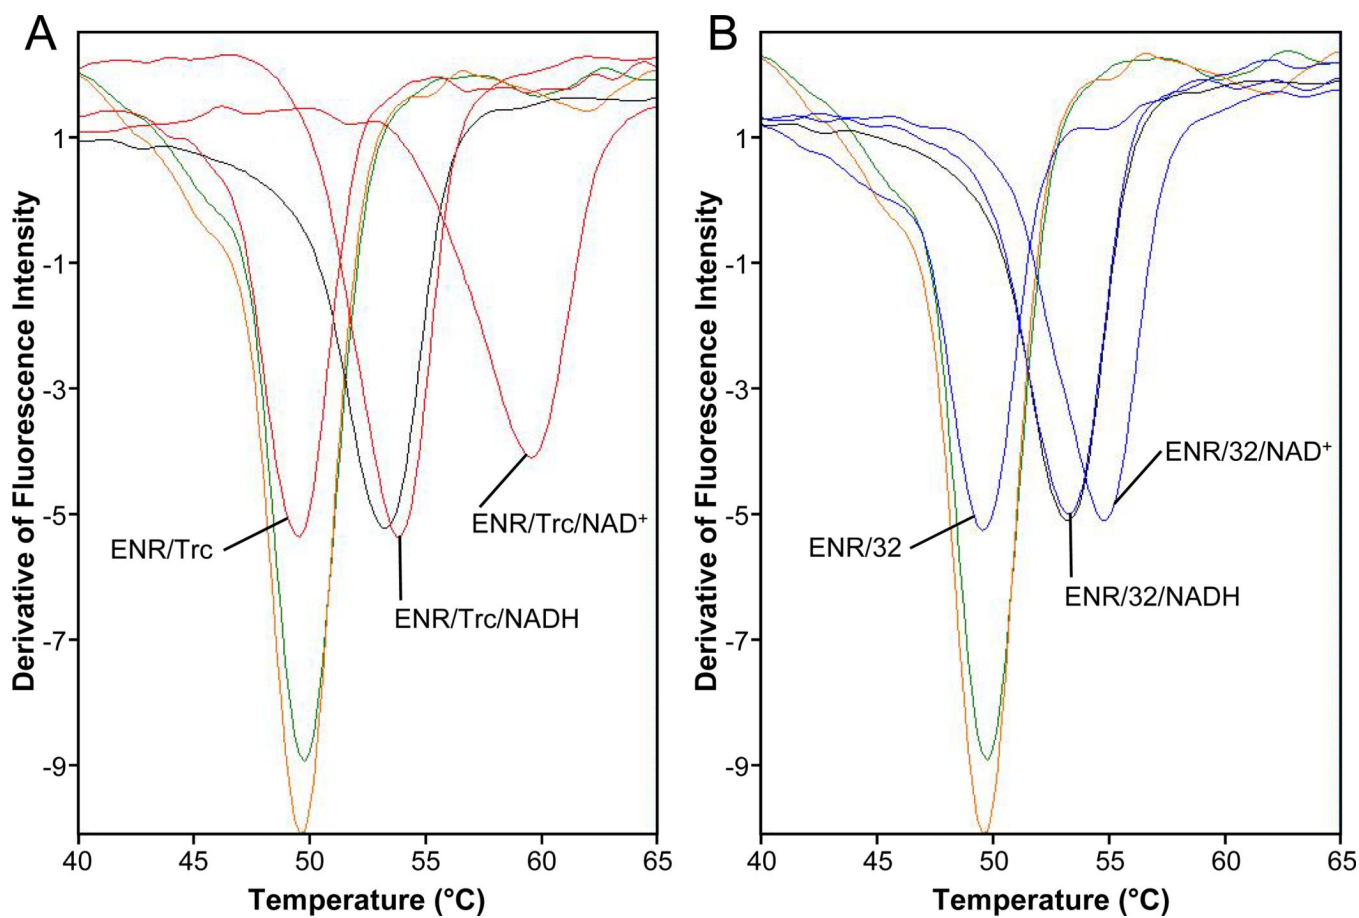 A
1
-1
-3
-5
-7
-9
40
45
50
55
60
65
Derivative of Fluorescence Intensity
Temperature (°C)
ENR/Trc
ENR/Trc/NAD⁺
ENR/Trc/NADH
B
1
-1
-3
-5
-7
-9
40
45
50
55
60
65
Derivative of Fluorescence Intensity
Temperature (°C)
ENR/32/NAD⁺
ENR/32
ENR/32/NADH